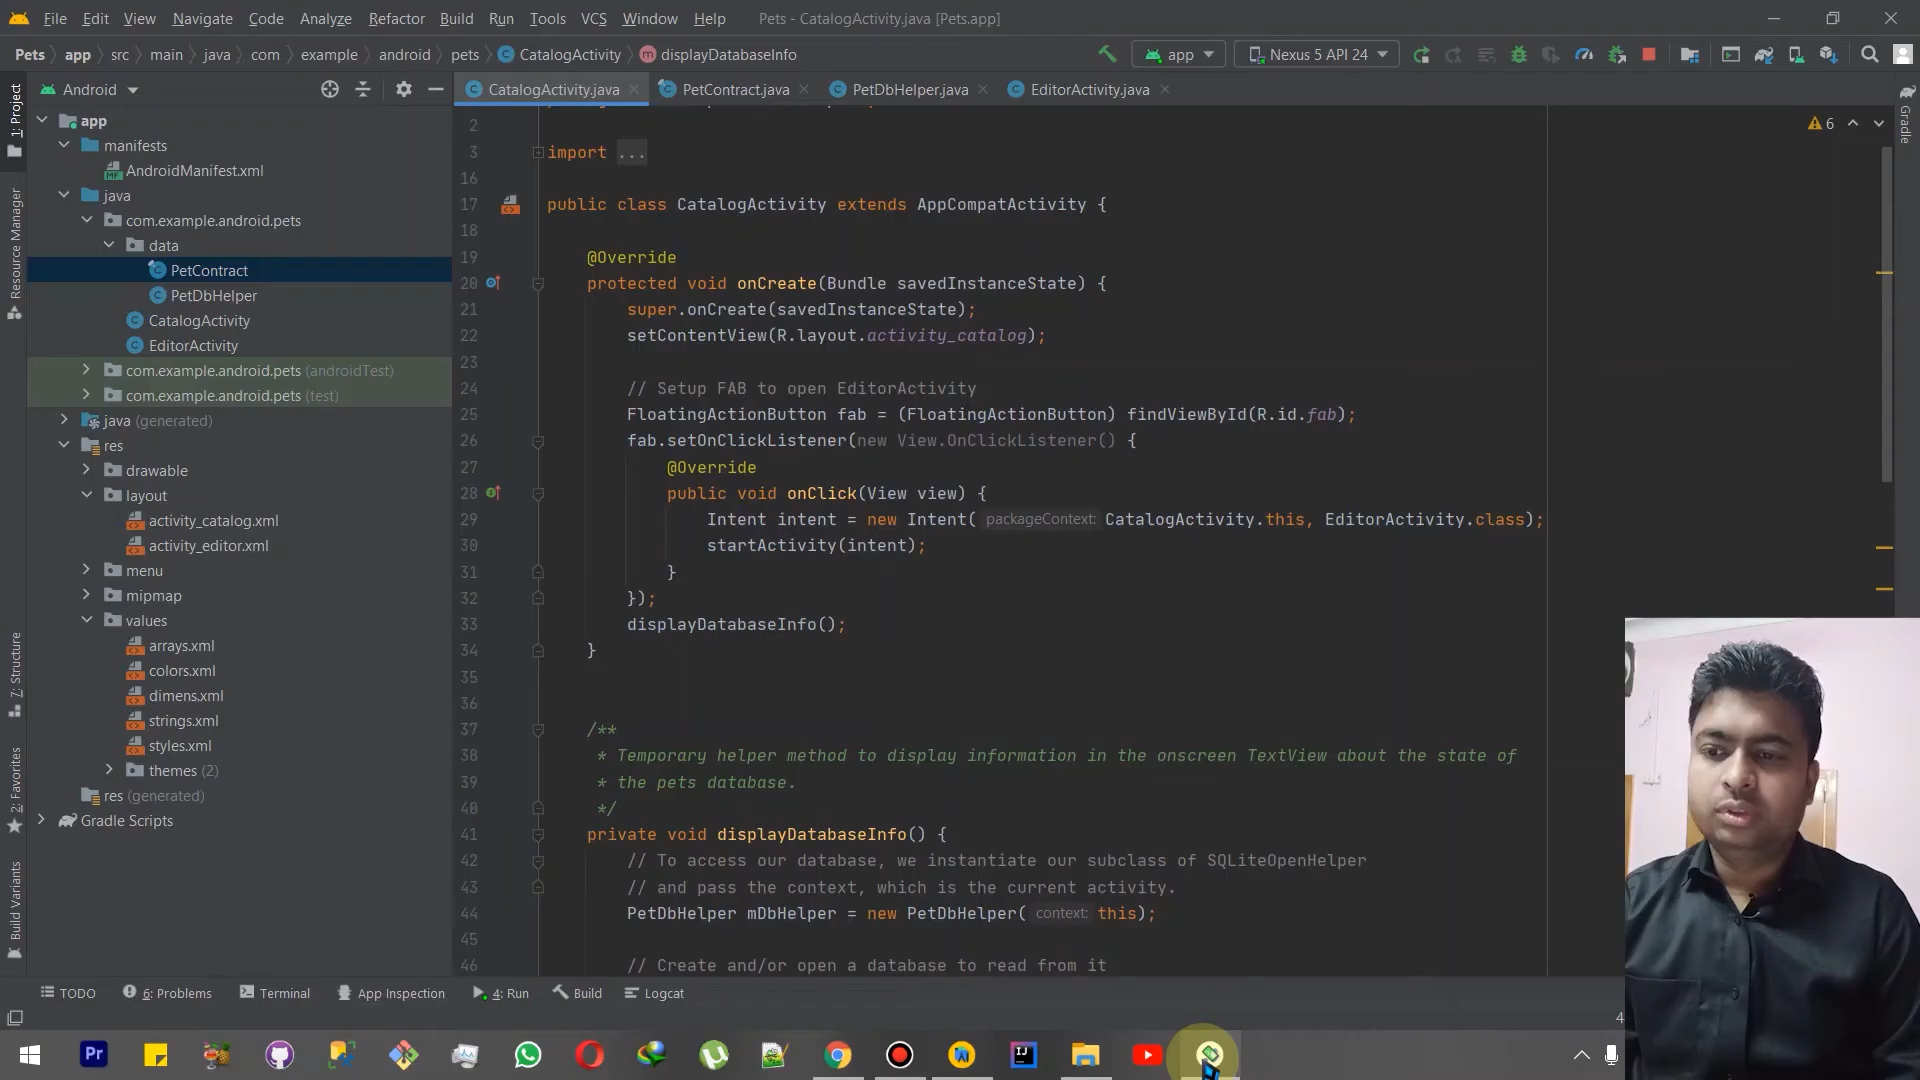 File Edit View Navigate Code Analyze Refactor Build Run Tools VCS Window Help Pets - CatalogActivity.java [Pets.app]
Pets app src main java com example android pets CatalogActivity displayDatabaseInfo app Nexus 5 API 24
Android CatalogActivity.java PetContract.java PetDbHelper.java EditorActivity.java
1: Project
Resource Manager
7: Structure
2: Favorites
Build Variants
app
manifests
AndroidManifest.xml
java
com.example.android.pets
data
PetContract
PetDbHelper
CatalogActivity
EditorActivity
com.example.android.pets (androidTest)
com.example.android.pets (test)
java (generated)
res
drawable
layout
activity_catalog.xml
activity_editor.xml
menu
mipmap
values
arrays.xml
colors.xml
dimens.xml
strings.xml
styles.xml
themes (2)
res (generated)
Gradle Scripts
2
3 import ...
16
17 public class CatalogActivity extends AppCompatActivity {
18
19 @Override
20 protected void onCreate(Bundle savedInstanceState) {
21 super.onCreate(savedInstanceState);
22 setContentView(R.layout.activity_catalog);
23
24 // Setup FAB to open EditorActivity
25 FloatingActionButton fab = (FloatingActionButton) findViewById(R.id.fab);
26 fab.setOnClickListener(new View.OnClickListener() {
27 @Override
28 public void onClick(View view) {
29 Intent intent = new Intent( packageContext: CatalogActivity.this, EditorActivity.class);
30 startActivity(intent);
31 }
32 });
33 displayDatabaseInfo();
34 }
35
36
37 /**
38 * Temporary helper method to display information in the onscreen TextView about the state of
39 * the pets database.
40 */
41 private void displayDatabaseInfo() {
42 // To access our database, we instantiate our subclass of SQLiteOpenHelper
43 // and pass the context, which is the current activity.
44 PetDbHelper mDbHelper = new PetDbHelper( context: this);
45
46 // Create and/or open a database to read from it
6
Gradle
TODO 6: Problems Terminal App Inspection 4: Run Build Logcat
4
Pr